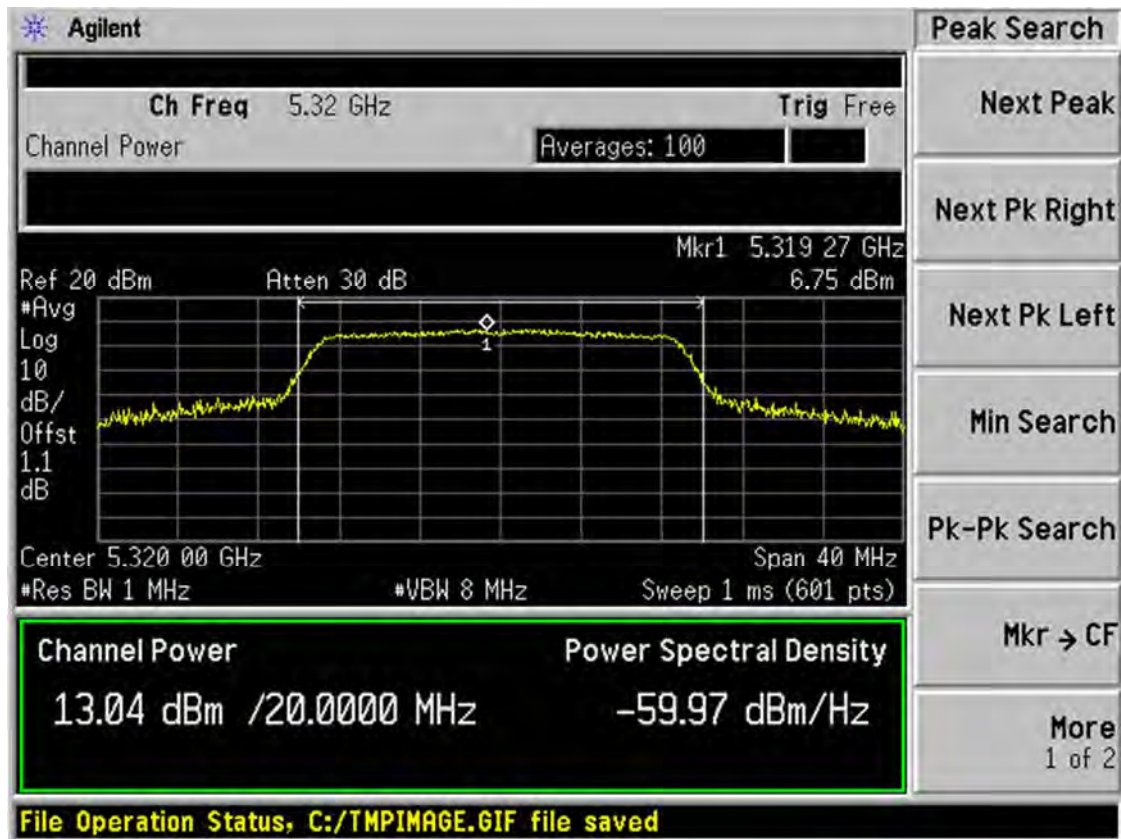 Agilent
Peak Search
Ch Freq 5.32 GHz Trig Free
Channel Power Averages: 100
Mkr1 5.319 27 GHz
Ref 20 dBm Atten 30 dB 6.75 dBm
#Avg
Log
10
dB/
Offst
1.1
dB
1
Center 5.320 00 GHz Span 40 MHz
#Res BW 1 MHz #VBW 8 MHz Sweep 1 ms (601 pts)
Channel Power Power Spectral Density
13.04 dBm /20.0000 MHz -59.97 dBm/Hz
File Operation Status, C:/TMPIMAGE.GIF file saved
Next Peak
Next Pk Right
Next Pk Left
Min Search
Pk-Pk Search
Mkr → CF
More
1 of 2